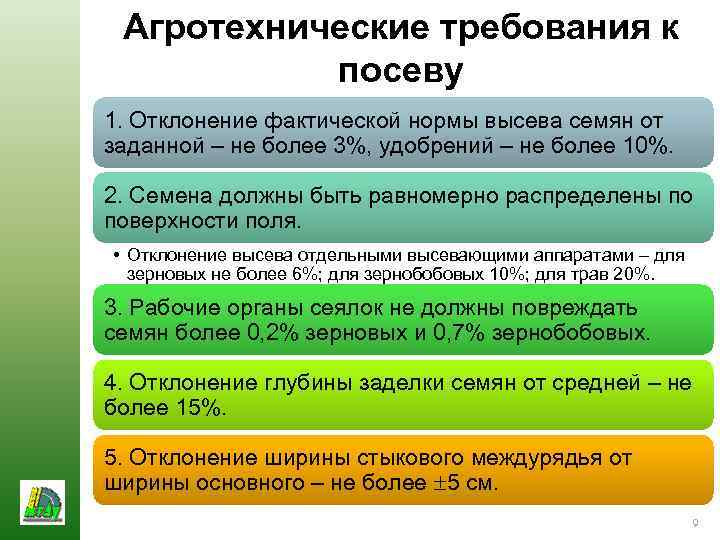 Агротехнические требования к
посеву
1. Отклонение фактической нормы высева семян от
заданной – не более 3%, удобрений – не более 10%.
2. Семена должны быть равномерно распределены по
поверхности поля.
• Отклонение высева отдельными высевающими аппаратами – для
зерновых не более 6%; для зернобобовых 10%; для трав 20%.
3. Рабочие органы сеялок не должны повреждать
семян более 0,2% зерновых и 0,7% зернобобовых.
4. Отклонение глубины заделки семян от средней – не
более 15%.
5. Отклонение ширины стыкового междурядья от
ширины основного – не более ±5 см.
9